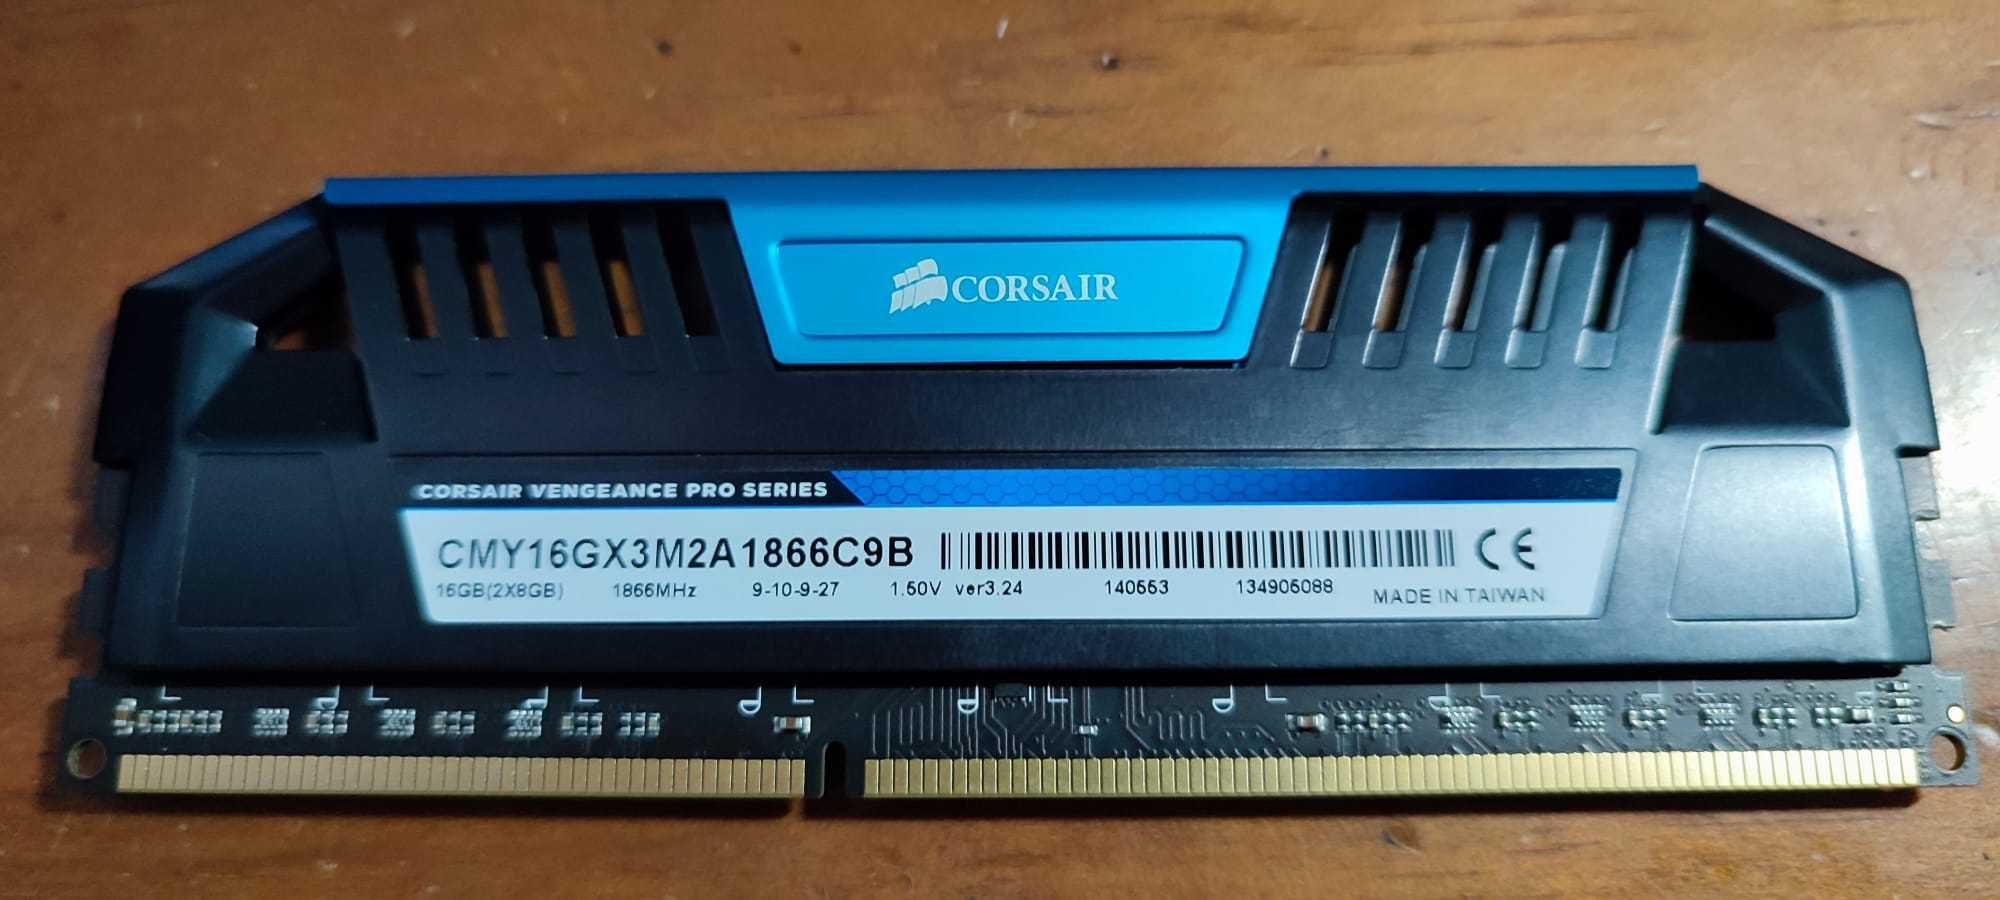 CORSAIR
CORSAIR VENGEANCE PRO SERIES
CMY16GX3M2A1866C9B CE
16GB(2X8GB) 1866MHz 9-10-9-27 1.50V ver3.24 140553 134905088 MADE IN TAIWAN